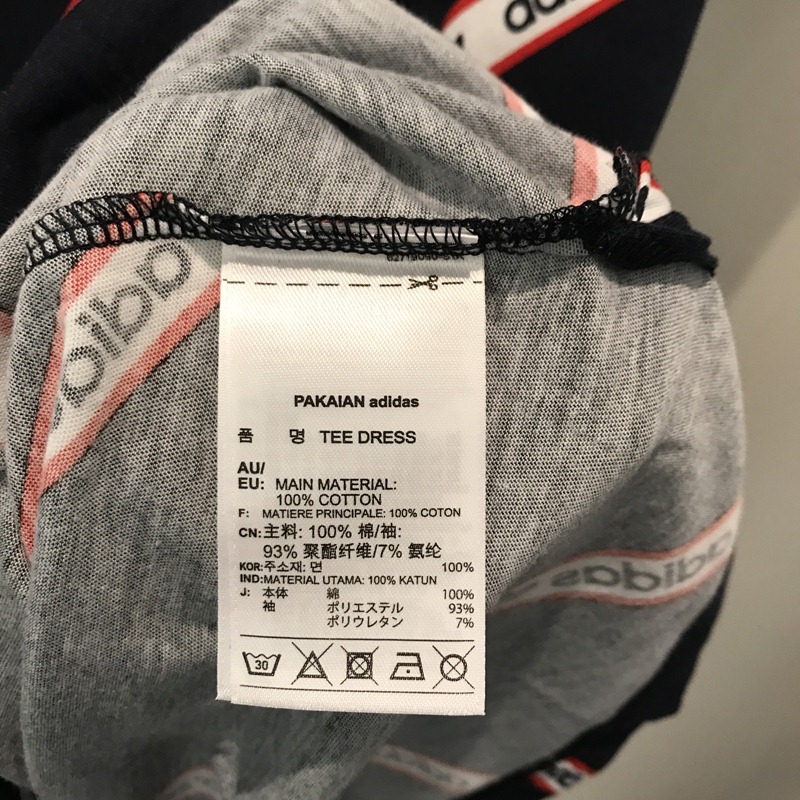 adidas
PAKAIAN adidas
품 명 TEE DRESS
AU/
EU: MAIN MATERIAL:
100% COTTON
F: MATIERE PRINCIPALE: 100% COTON
CN: 主料: 100% 棉/袖:
93% 聚酯纤维/7% 氨纶
KOR: 주소재: 면 100%
IND: MATERIAL UTAMA: 100% KATUN
J: 本体 綿 100%
袖 ポリエステル 93%
ポリウレタン 7%
30
adidas